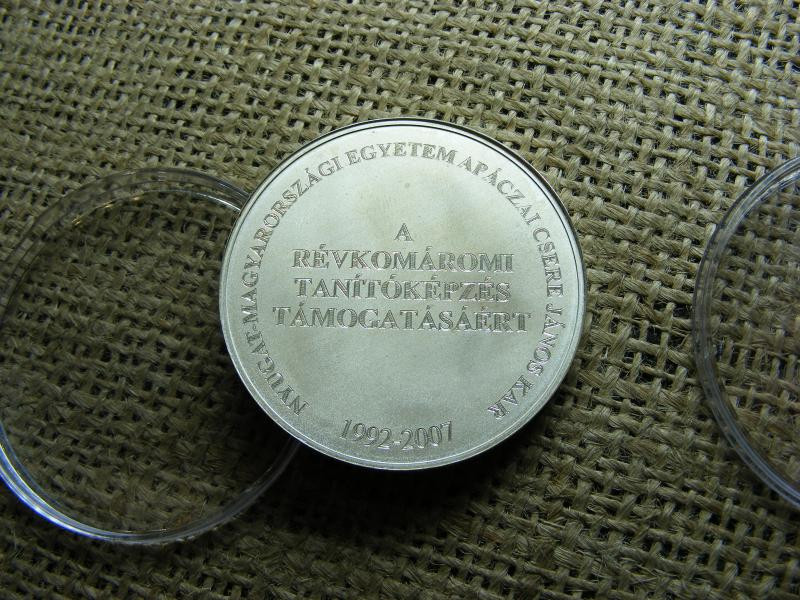 NYUGAT-MAGYARORSZÁGI EGYETEM APÁCZAI CSERE JÁNOS KAR
A
RÉVKOMÁROMI
TANÍTÓKÉPZÉS
TÁMOGATÁSÁÉRT
1992-2007